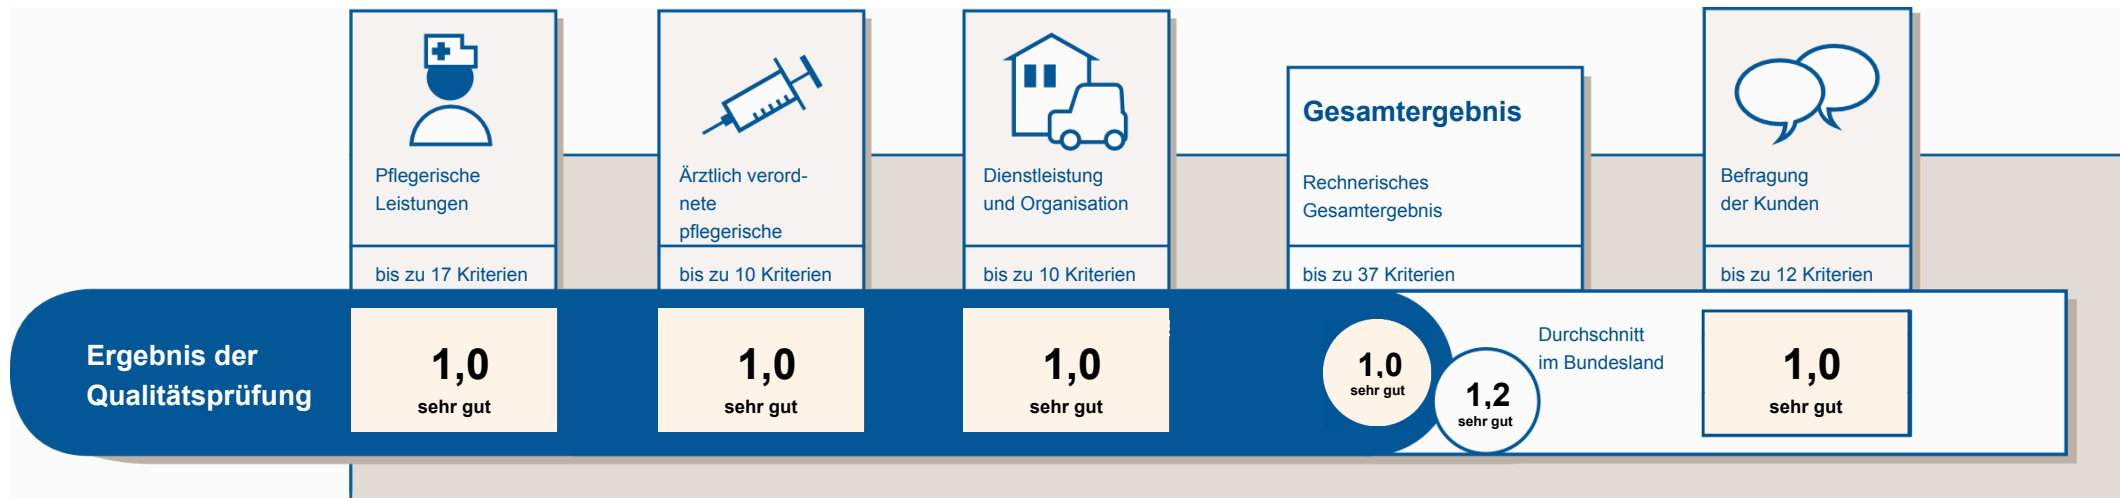 Pflegerische
Leistungen
bis zu 17 Kriterien
Ärztlich verord-
nete
pflegerische
bis zu 10 Kriterien
Dienstleistung
und Organisation
bis zu 10 Kriterien
Gesamtergebnis
Rechnerisches
Gesamtergebnis
bis zu 37 Kriterien
Befragung
der Kunden
bis zu 12 Kriterien
Ergebnis der
Qualitätsprüfung
1,0
sehr gut
1,0
sehr gut
1,0
sehr gut
1,0
sehr gut
1,2
sehr gut
Durchschnitt
im Bundesland
1,0
sehr gut